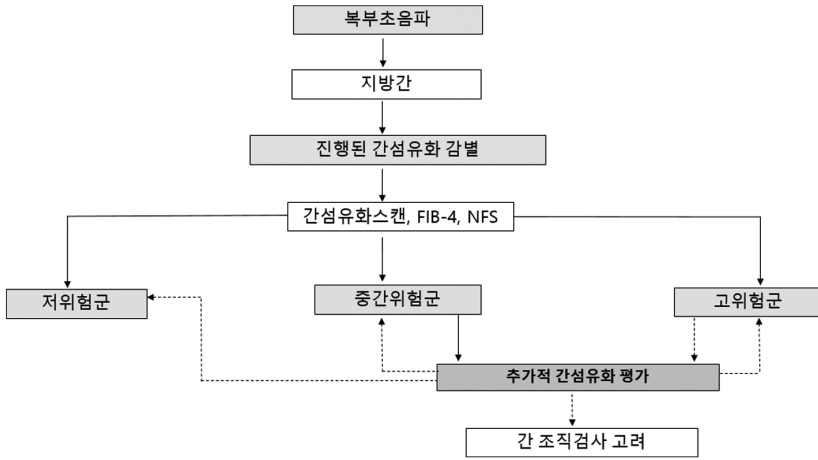 복부초음파
지방간
진행된 간섬유화 감별
간섬유화스캔, FIB-4, NFS
저위험군
중간위험군
고위험군
추가적 간섬유화 평가
간 조직검사 고려